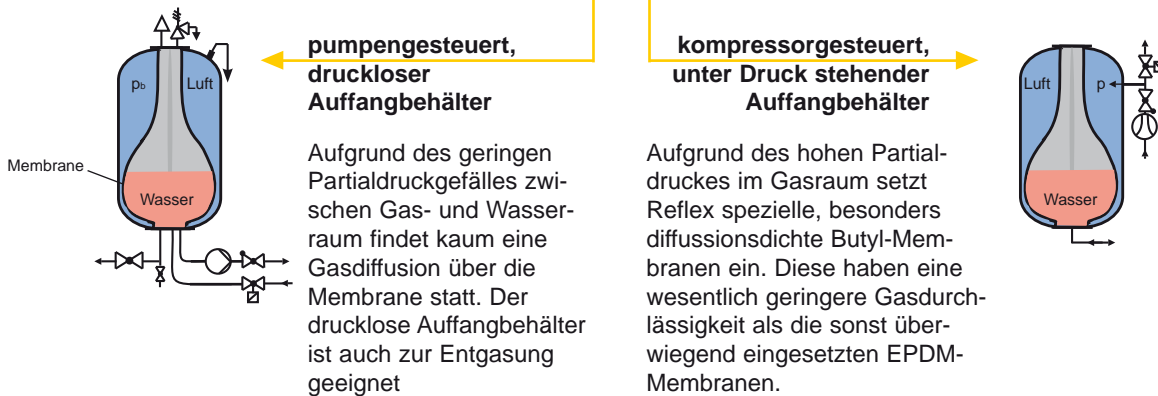 pumpengesteuert,
druckloser
Auffangbehälter
pb Luft
Membrane
Wasser
Aufgrund des geringen
Partialdruckgefälles zwi-
schen Gas- und Wasser-
raum findet kaum eine
Gasdiffusion über die
Membrane statt. Der
drucklose Auffangbehälter
ist auch zur Entgasung
geeignet
kompressorgesteuert,
unter Druck stehender
Auffangbehälter
Aufgrund des hohen Partial-
druckes im Gasraum setzt
Reflex spezielle, besonders
diffussionsdichte Butyl-Mem-
branen ein. Diese haben eine
wesentlich geringere Gasdurch-
lässigkeit als die sonst über-
wiegend eingesetzten EPDM-
Membranen.
Luft p
Wasser